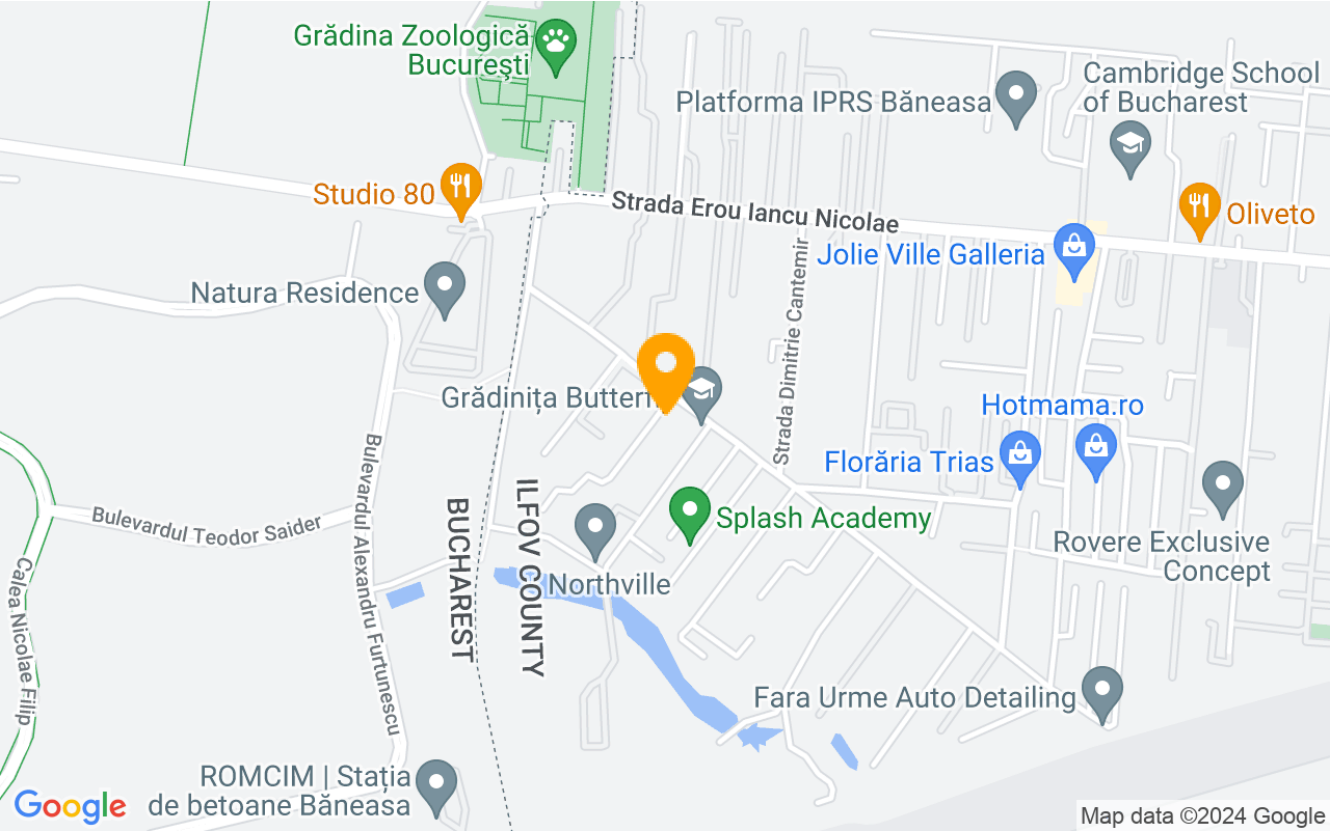 Grădina Zoologică
București
Platforma IPRS Băneasa
Cambridge School
of Bucharest
Studio 80
Strada Erou Iancu Nicolae
Oliveto
Jolie Ville Galleria
Natura Residence
Strada Dimitrie Cantemir
Grădinița Butterf
Hotmama.ro
Florăria Trias
Bulevardul Teodor Saider
Bulevardul Alexandru Furtunescu
BUCHAREST
ILFOV COUNTY
Splash Academy
Calea Nicolae Filip
Northville
Rovere Exclusive
Concept
Fara Urme Auto Detailing
ROMCIM | Stația
de betoane Băneasa
Google
Map data ©2024 Google